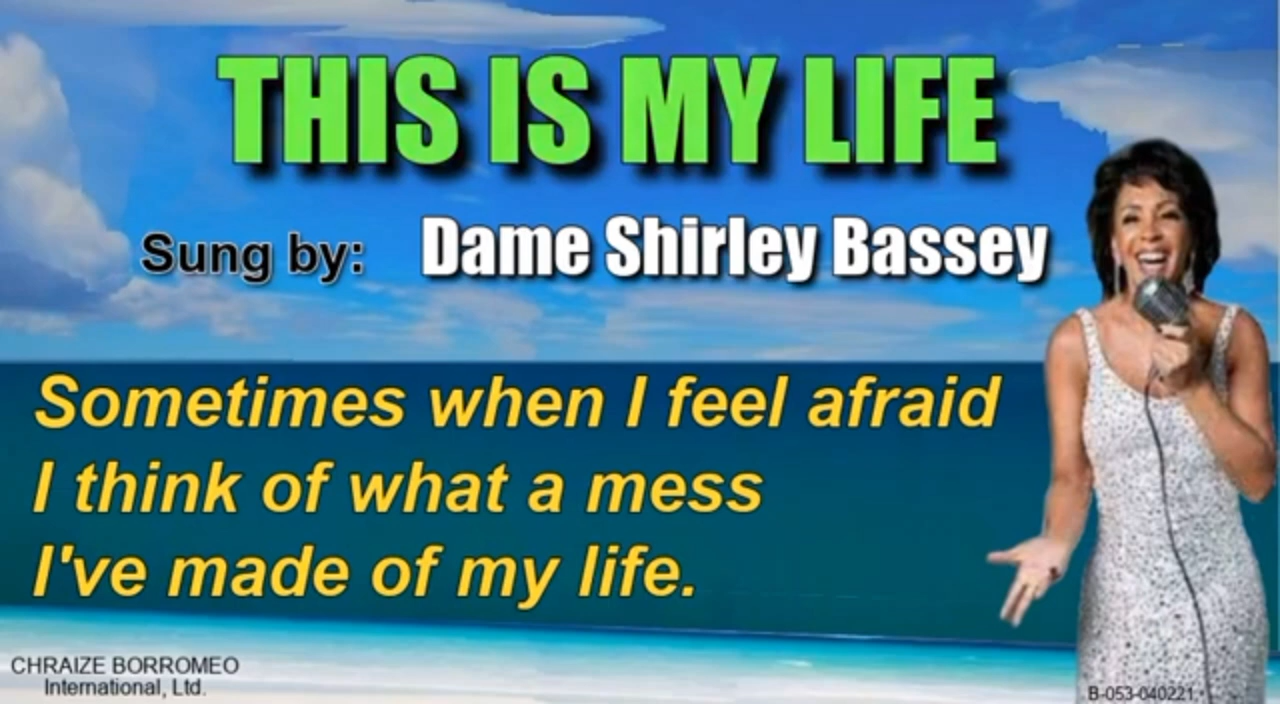 THIS IS MY LIFE
Sung by: Dame Shirley Bassey
Sometimes when I feel afraid
I think of what a mess
I've made of my life.
CHRAIZE BORROMEO
International, Ltd.
B-053-040221